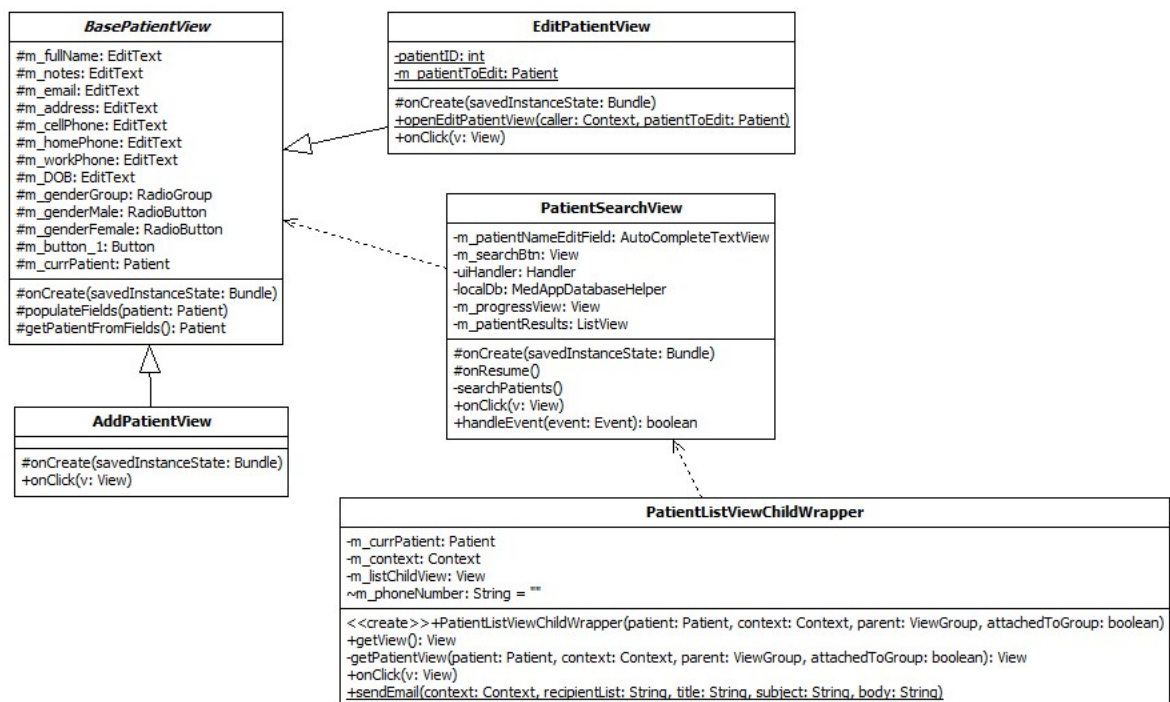 BasePatientView
#m_fullName: EditText
#m_notes: EditText
#m_email: EditText
#m_address: EditText
#m_cellPhone: EditText
#m_homePhone: EditText
#m_workPhone: EditText
#m_DOB: EditText
#m_genderGroup: RadioGroup
#m_genderMale: RadioButton
#m_genderFemale: RadioButton
#m_button_1: Button
#m_currPatient: Patient
#onCreate(savedInstanceState: Bundle)
#populateFields(patient: Patient)
#getPatientFromFields(): Patient
EditPatientView
-patientID: int
-m_patientToEdit: Patient
#onCreate(savedInstanceState: Bundle)
+openEditPatientView(caller: Context, patientToEdit: Patient)
+onClick(v: View)
PatientSearchView
-m_patientNameEditField: AutoCompleteTextView
-m_searchBtn: View
-uiHandler: Handler
-localDb: MedAppDatabaseHelper
-m_progressView: View
-m_patientResults: ListView
#onCreate(savedInstanceState: Bundle)
#onResume()
-searchPatients()
+onClick(v: View)
+handleEvent(event: Event): boolean
AddPatientView
#onCreate(savedInstanceState: Bundle)
+onClick(v: View)
PatientListViewChildWrapper
-m_currPatient: Patient
-m_context: Context
-m_listChildView: View
~m_phoneNumber: String = ""
<<create>>+PatientListViewChildWrapper(patient: Patient, context: Context, parent: ViewGroup, attachedToGroup: boolean)
+getView(): View
-getPatientView(patient: Patient, context: Context, parent: ViewGroup, attachedToGroup: boolean): View
+onClick(v: View)
+sendEmail(context: Context, recipientList: String, title: String, subject: String, body: String)